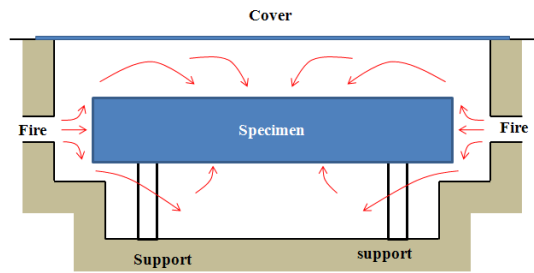 Cover
Fire
Specimen
Fire
Support
support